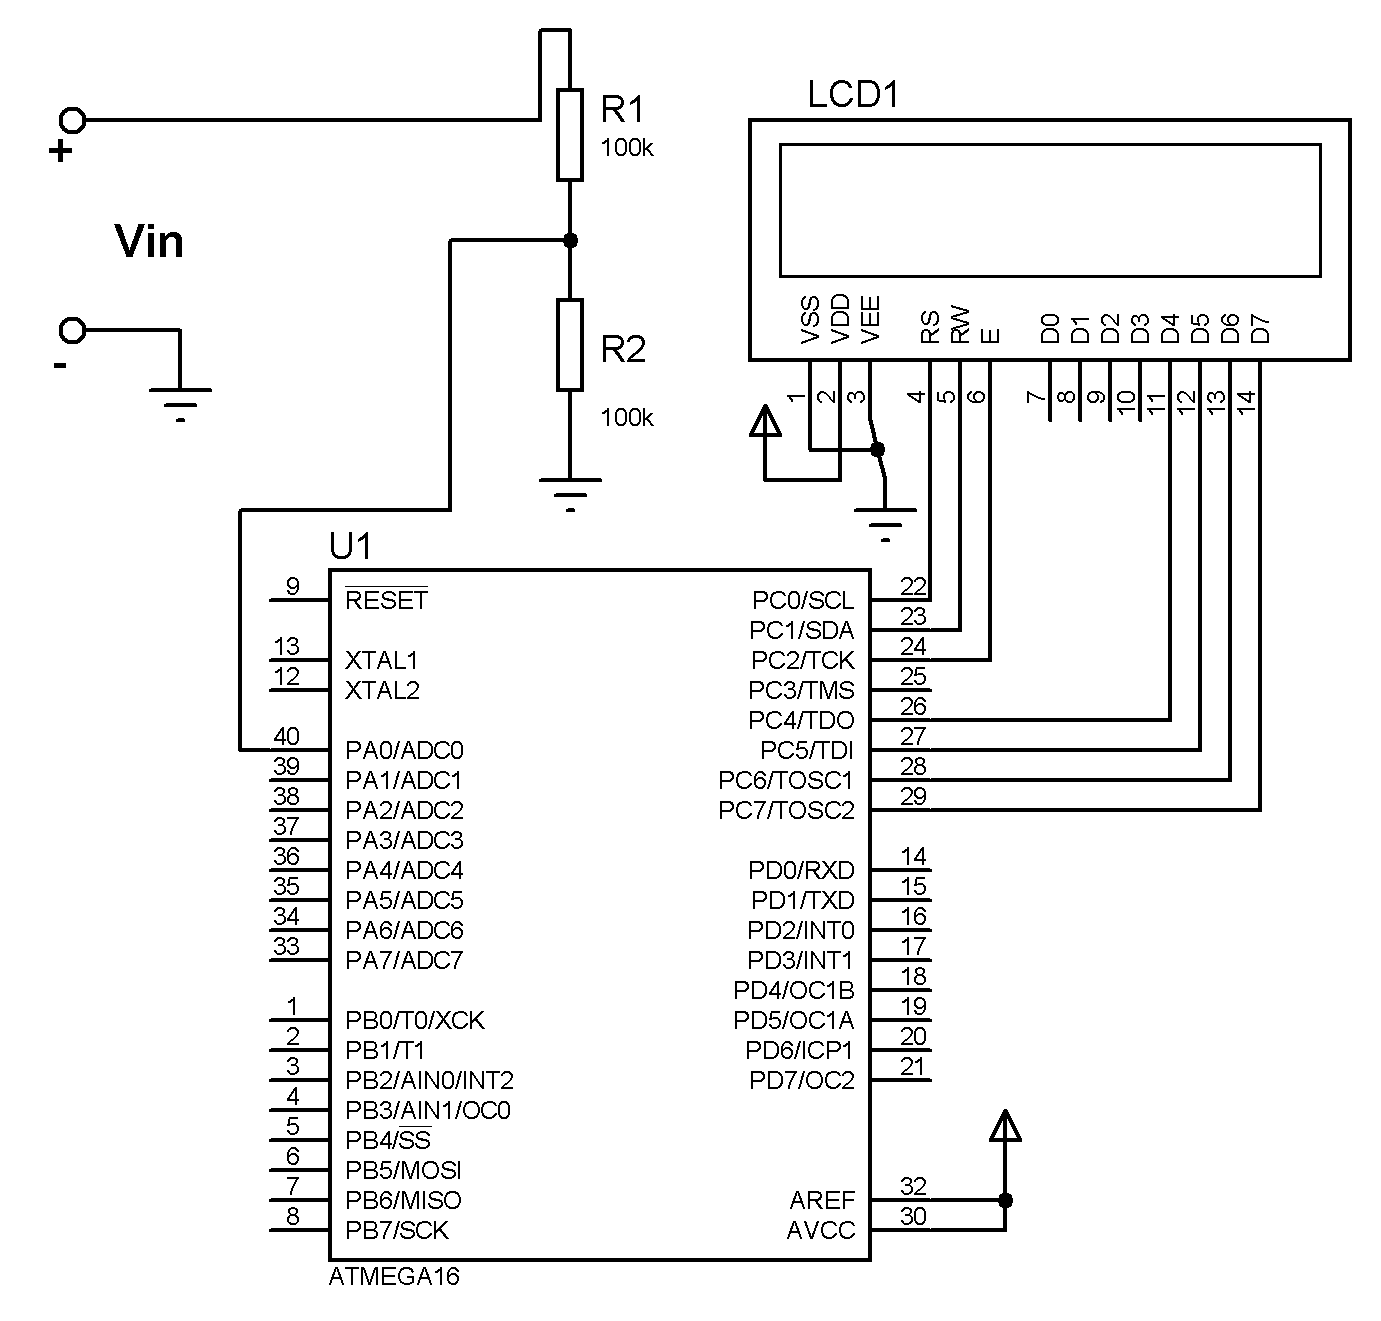 +
Vin
-
R1
100k
R2
100k
LCD1
VSS
VDD
VEE
RS
RW
E
D0
D1
D2
D3
D4
D5
D6
D7
1
2
3
4
5
6
7
8
9
10
11
12
13
14
U1
9 RESET
13 XTAL1
12 XTAL2
40 PA0/ADC0
39 PA1/ADC1
38 PA2/ADC2
37 PA3/ADC3
36 PA4/ADC4
35 PA5/ADC5
34 PA6/ADC6
33 PA7/ADC7
1 PB0/T0/XCK
2 PB1/T1
3 PB2/AIN0/INT2
4 PB3/AIN1/OC0
5 PB4/SS
6 PB5/MOSI
7 PB6/MISO
8 PB7/SCK
PC0/SCL 22
PC1/SDA 23
PC2/TCK 24
PC3/TMS 25
PC4/TDO 26
PC5/TDI 27
PC6/TOSC1 28
PC7/TOSC2 29
PD0/RXD 14
PD1/TXD 15
PD2/INT0 16
PD3/INT1 17
PD4/OC1B 18
PD5/OC1A 19
PD6/ICP1 20
PD7/OC2 21
AREF 32
AVCC 30
ATMEGA16